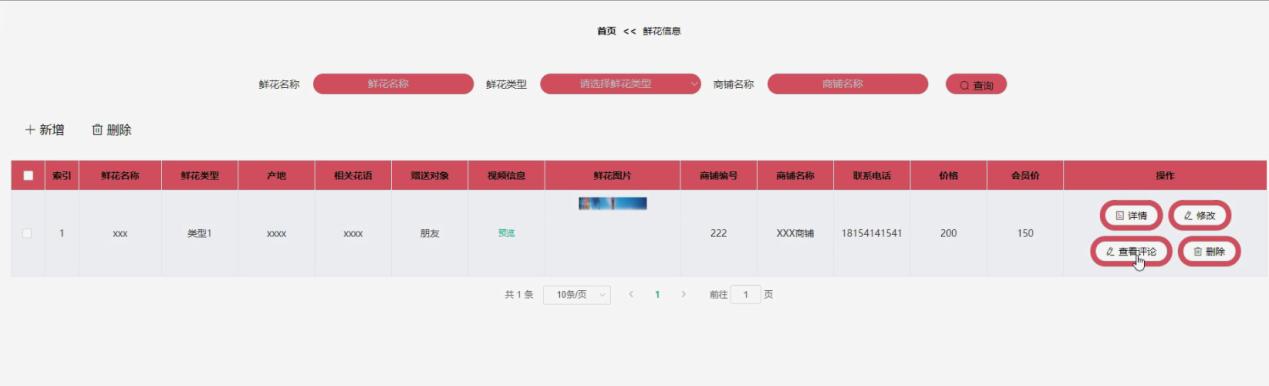 首页 << 鲜花信息
鲜花名称 鲜花名称 鲜花类型 请选择鲜花类型 商铺名称 商铺名称 查询
新增 删除
索引 鲜花名称 鲜花类型 产地 相关花语 赠送对象 视频信息 鲜花图片 商铺编号 商铺名称 联系电话 价格 会员价 操作
详情 修改
1 xxx 类型1 xxxx xxxx 朋友 预览 222 XXX商铺 18154141541 200 150
查看评论 删除
共 1 条 10条/页 1 前往 1 页